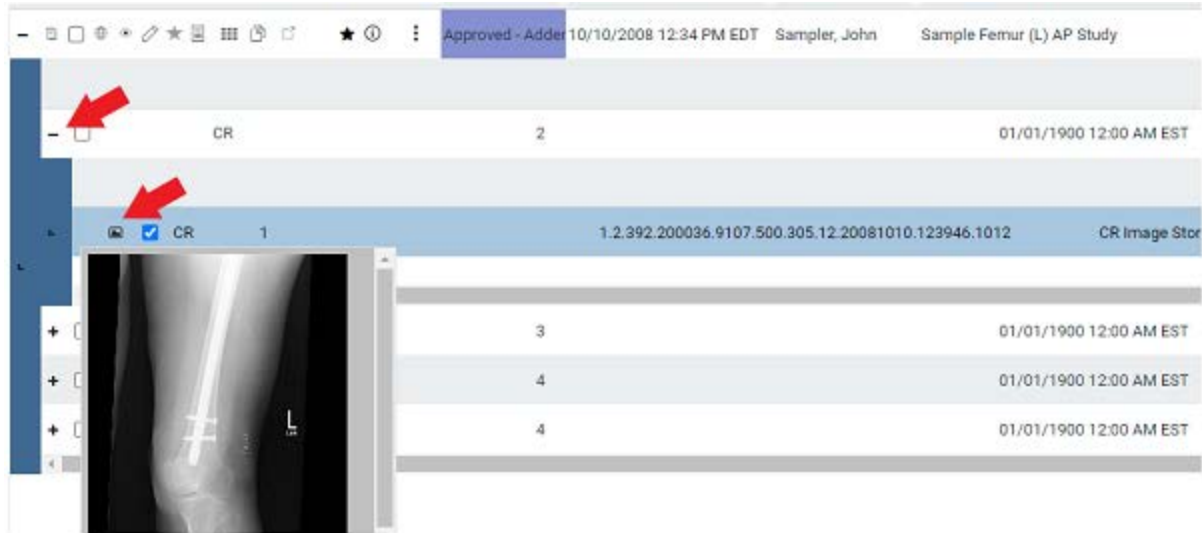 Approved - Adder 10/10/2008 12:34 PM EDT Sampler, John Sample Femur (L) AP Study
CR 2 01/01/1900 12:00 AM EST
CR 1 1.2.392.200036.9107.500.305.12.20081010.123946.1012 CR Image Stor
3 01/01/1900 12:00 AM EST
4 01/01/1900 12:00 AM EST
L
4 01/01/1900 12:00 AM EST